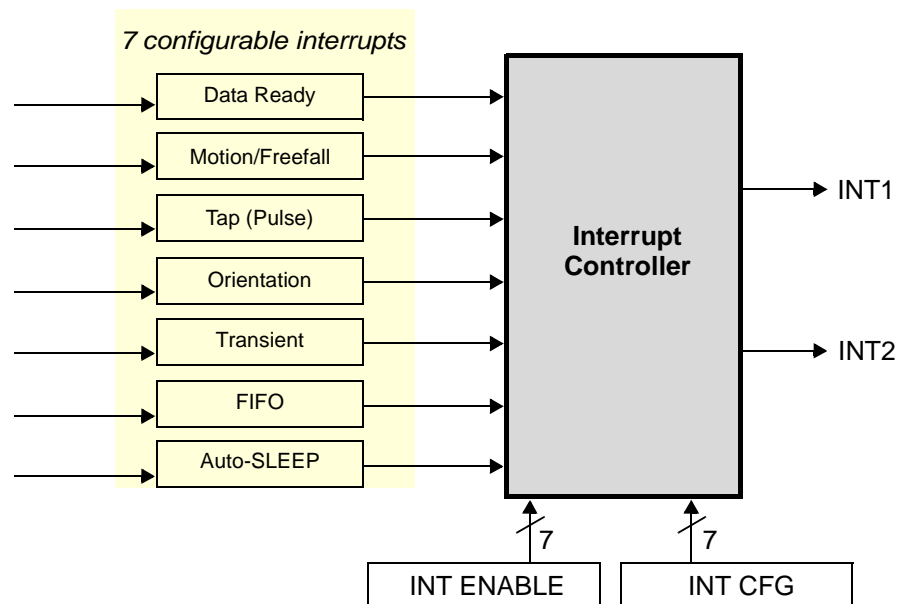 7 configurable interrupts
Data Ready
Motion/Freefall
Tap (Pulse)
Orientation
Transient
FIFO
Auto-SLEEP
Interrupt
Controller
INT1
INT2
7
7
INT ENABLE
INT CFG